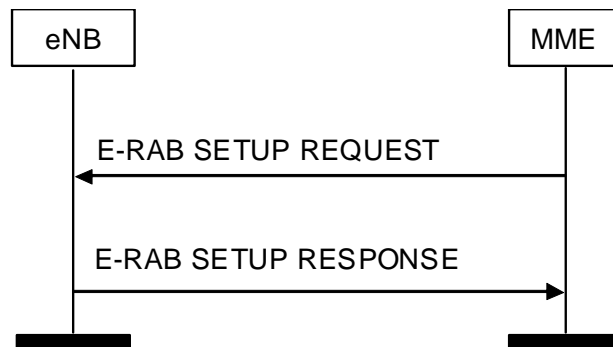 eNB
MME
E-RAB SETUP REQUEST
E-RAB SETUP RESPONSE